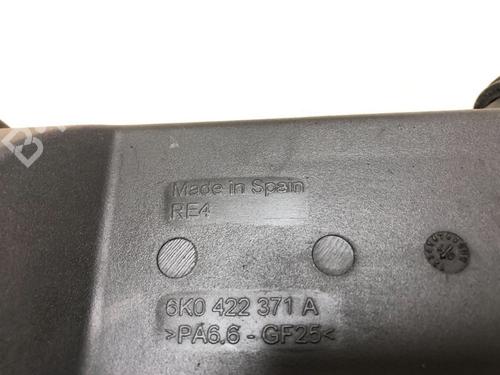 Made in Spain
RE4
6K0 422 371 A
>PA6.6 - GF25<